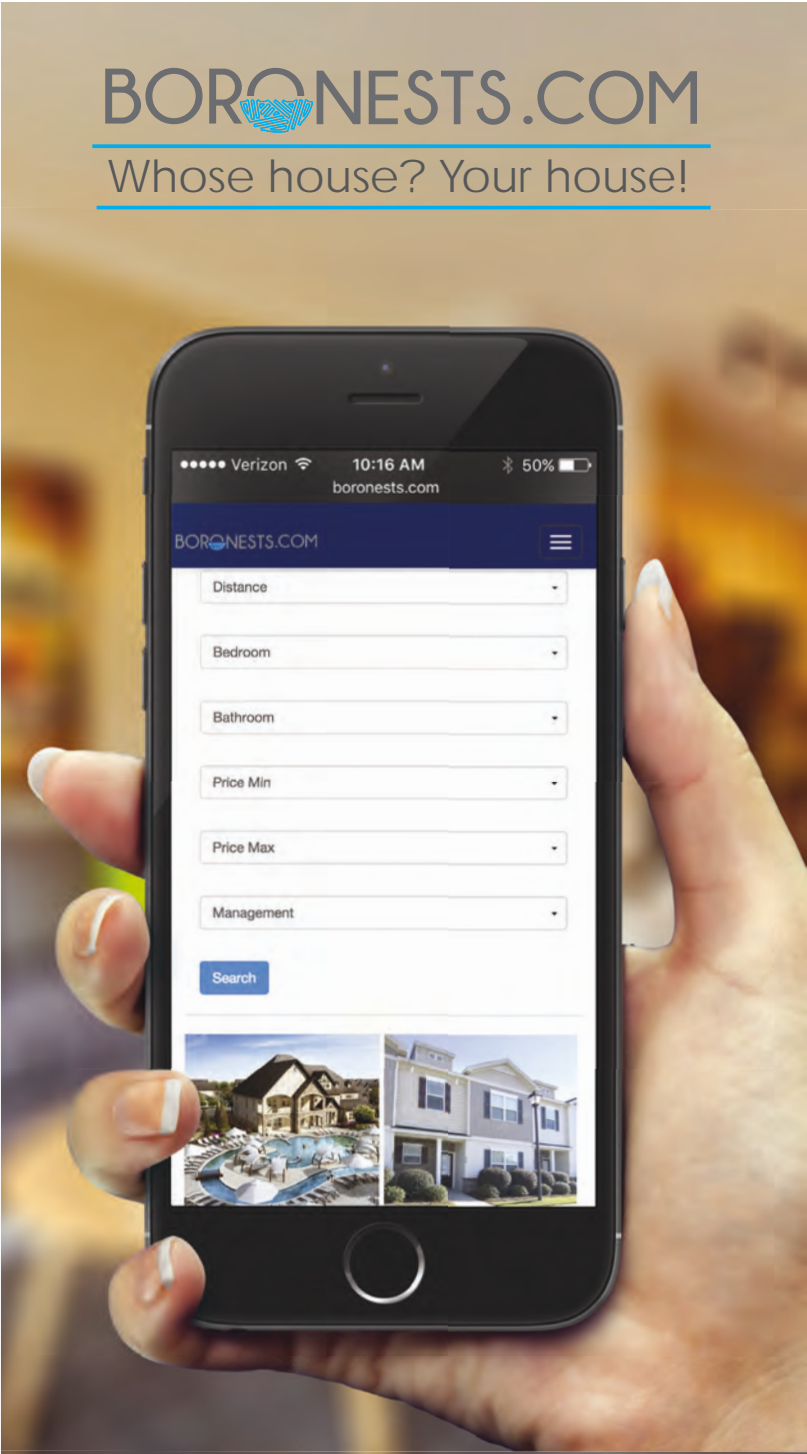 BORONESTS.COM
Whose house? Your house!
Verizon 10:16 AM 50%
boronests.com
BORONESTS.COM
Distance
Bedroom
Bathroom
Price Min
Price Max
Management
Search